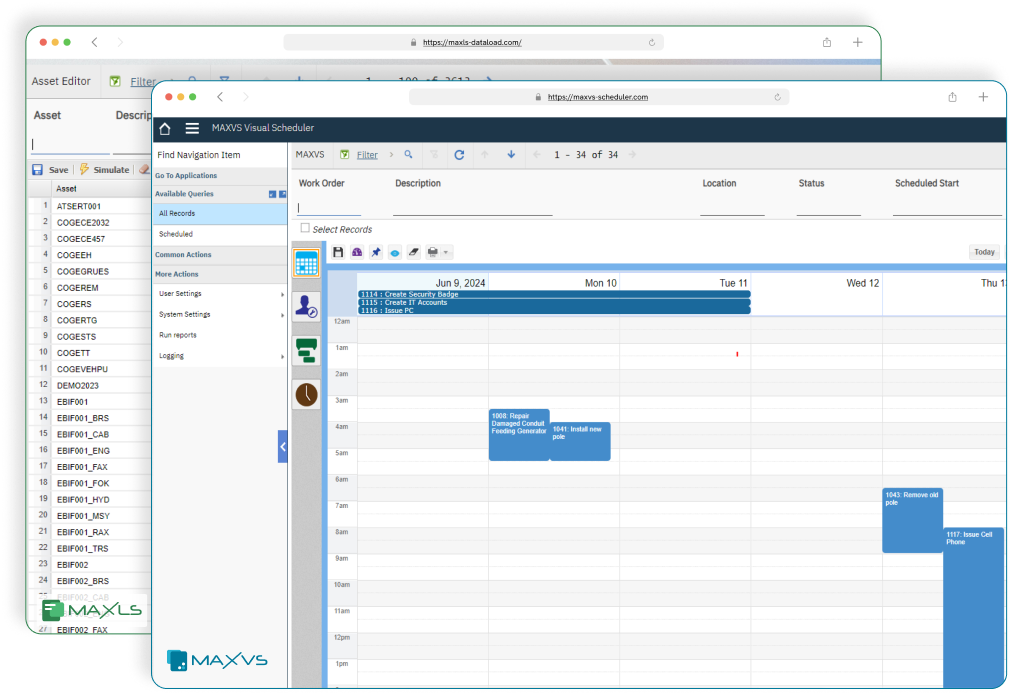 https://maxls-dataload.com/
Asset Editor
Filter
Asset
Descrip
Save
Simulate
Asset
1 ATSERT001
2 COGECE2032
3 COGECE457
4 COGEEH
5 COGEGRUES
6 COGEREM
7 COGERS
8 COGERTG
9 COGESTS
10 COGETT
11 COGEVEHPU
12 DEMO2023
13 EBIF001
14 EBIF001_BRS
15 EBIF001_CAB
16 EBIF001_ENG
17 EBIF001_FAX
18 EBIF001_FOK
19 EBIF001_HYD
20 EBIF001_MSY
21 EBIF001_RAX
22 EBIF001_TRS
23 EBIF002
24 EBIF002_BRS
25 EBIF002_CAB
27 EBIF002_FAX
MAXLS
https://maxvs-scheduler.com
MAXVS Visual Scheduler
Find Navigation Item
Go To Applications
Available Queries
All Records
Scheduled
Common Actions
More Actions
User Settings
System Settings
Run reports
Logging
MAXVS
MAXVS Filter 1 - 34 of 34
Work Order Description Location Status Scheduled Start
Select Records
Today
Jun 9, 2024 Mon 10 Tue 11 Wed 12 Thu 1
1114 : Create Security Badge
1115 : Create IT Accounts
1116 : Issue PC
12am
1am
2am
3am
4am
5am
6am
7am
8am
9am
10am
11am
12pm
1pm
1008: Repair
Damaged Conduit
Feeding Generator
1041: Install new
pole
1043: Remove old
pole
1117: Issue Cell
Phone